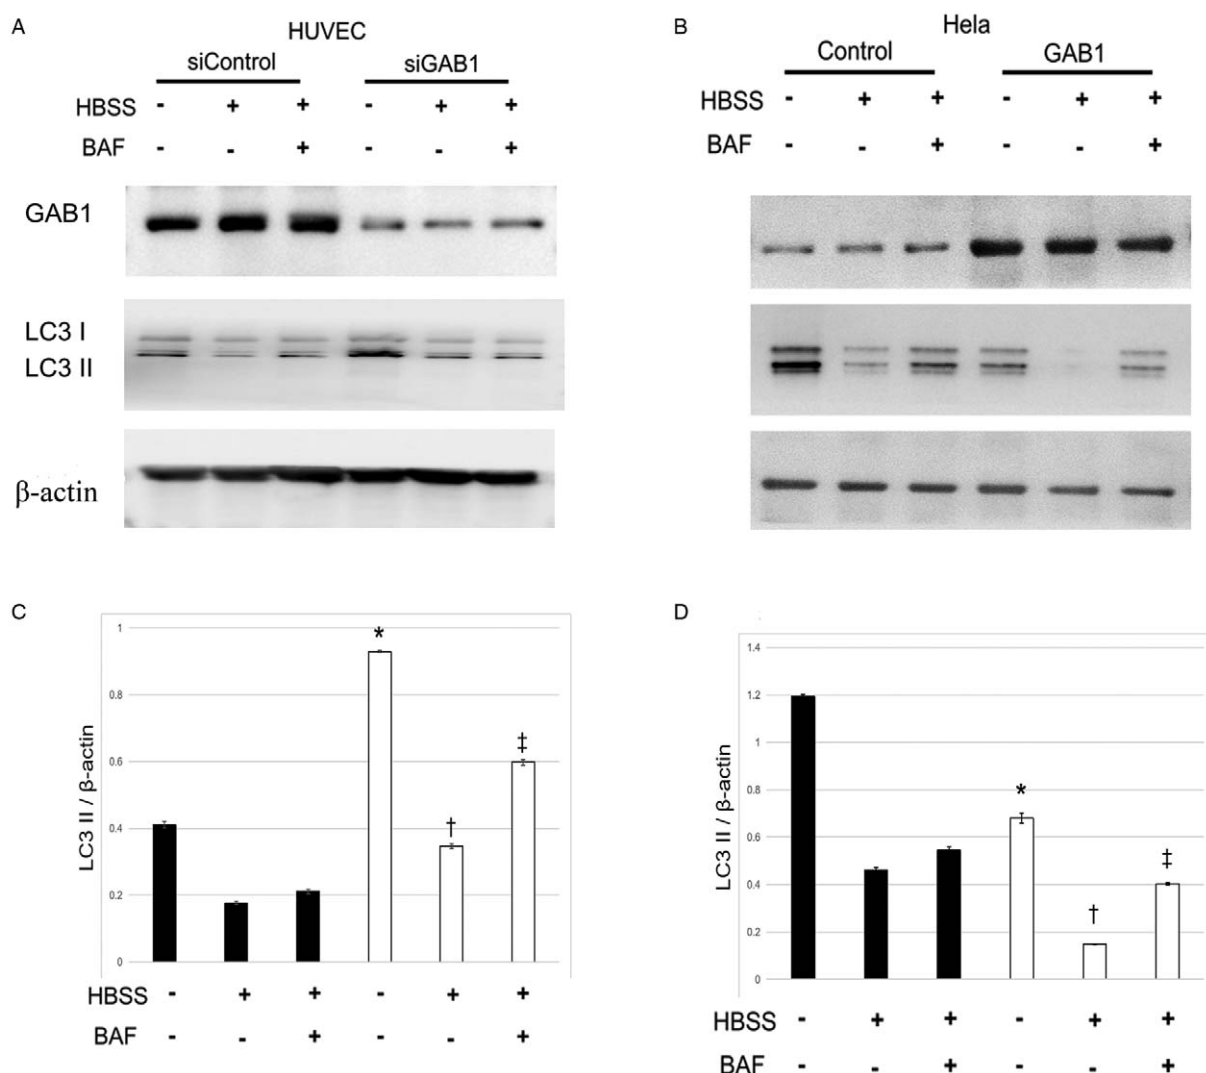 A
HUVEC
siControl siGAB1
HBSS - + + - + +
BAF - - + - - +
GAB1
LC3 I
LC3 II
β-actin
B
Hela
Control GAB1
HBSS - + + - + +
BAF - - + - - +
C
LC3 II / β-actin
1
0.8
0.6
0.4
0.2
0
*
†
‡
HBSS - + + - + +
BAF - - + - - +
D
LC3 II / β-actin
1.4
1.2
1
0.8
0.6
0.4
0.2
0
*
†
‡
HBSS - + + - + +
BAF - - + - - +